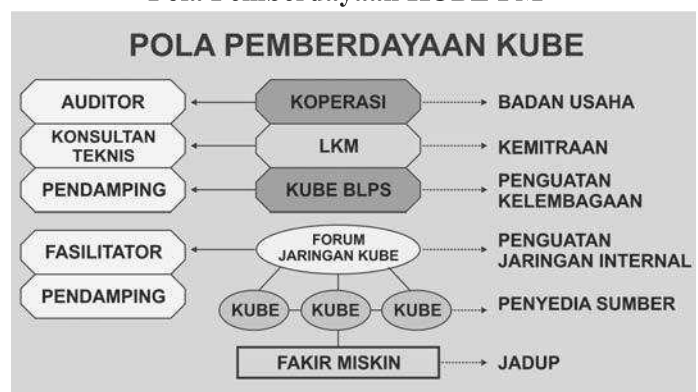 POLA PEMBERDAYAAN KUBE
AUDITOR
KOPERASI
BADAN USAHA
KONSULTAN
TEKNIS
LKM
KEMITRAAN
PENDAMPING
KUBE BLPS
PENGUATAN
KELEMBAGAAN
FASILITATOR
FORUM
JARINGAN KUBE
PENGUATAN
JARINGAN INTERNAL
PENDAMPING
KUBE
KUBE
KUBE
PENYEDIA SUMBER
FAKIR MISKIN
JADUP